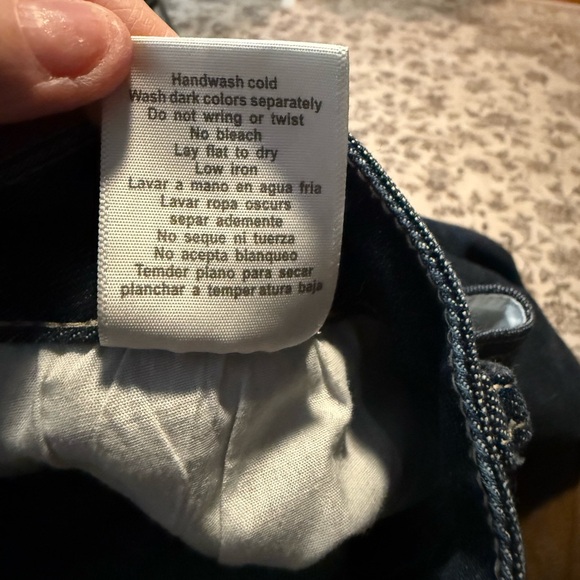 Handwash cold
Wash dark colors separately
Do not wring or twist
No bleach
Lay flat to dry
Low iron
Lavar a mano en agua fria
Lavar ropa oscurs
separ ademente
No seque ni tuerza
No acepta blanqueo
Temder plano para secar
planchar a temper atura baja